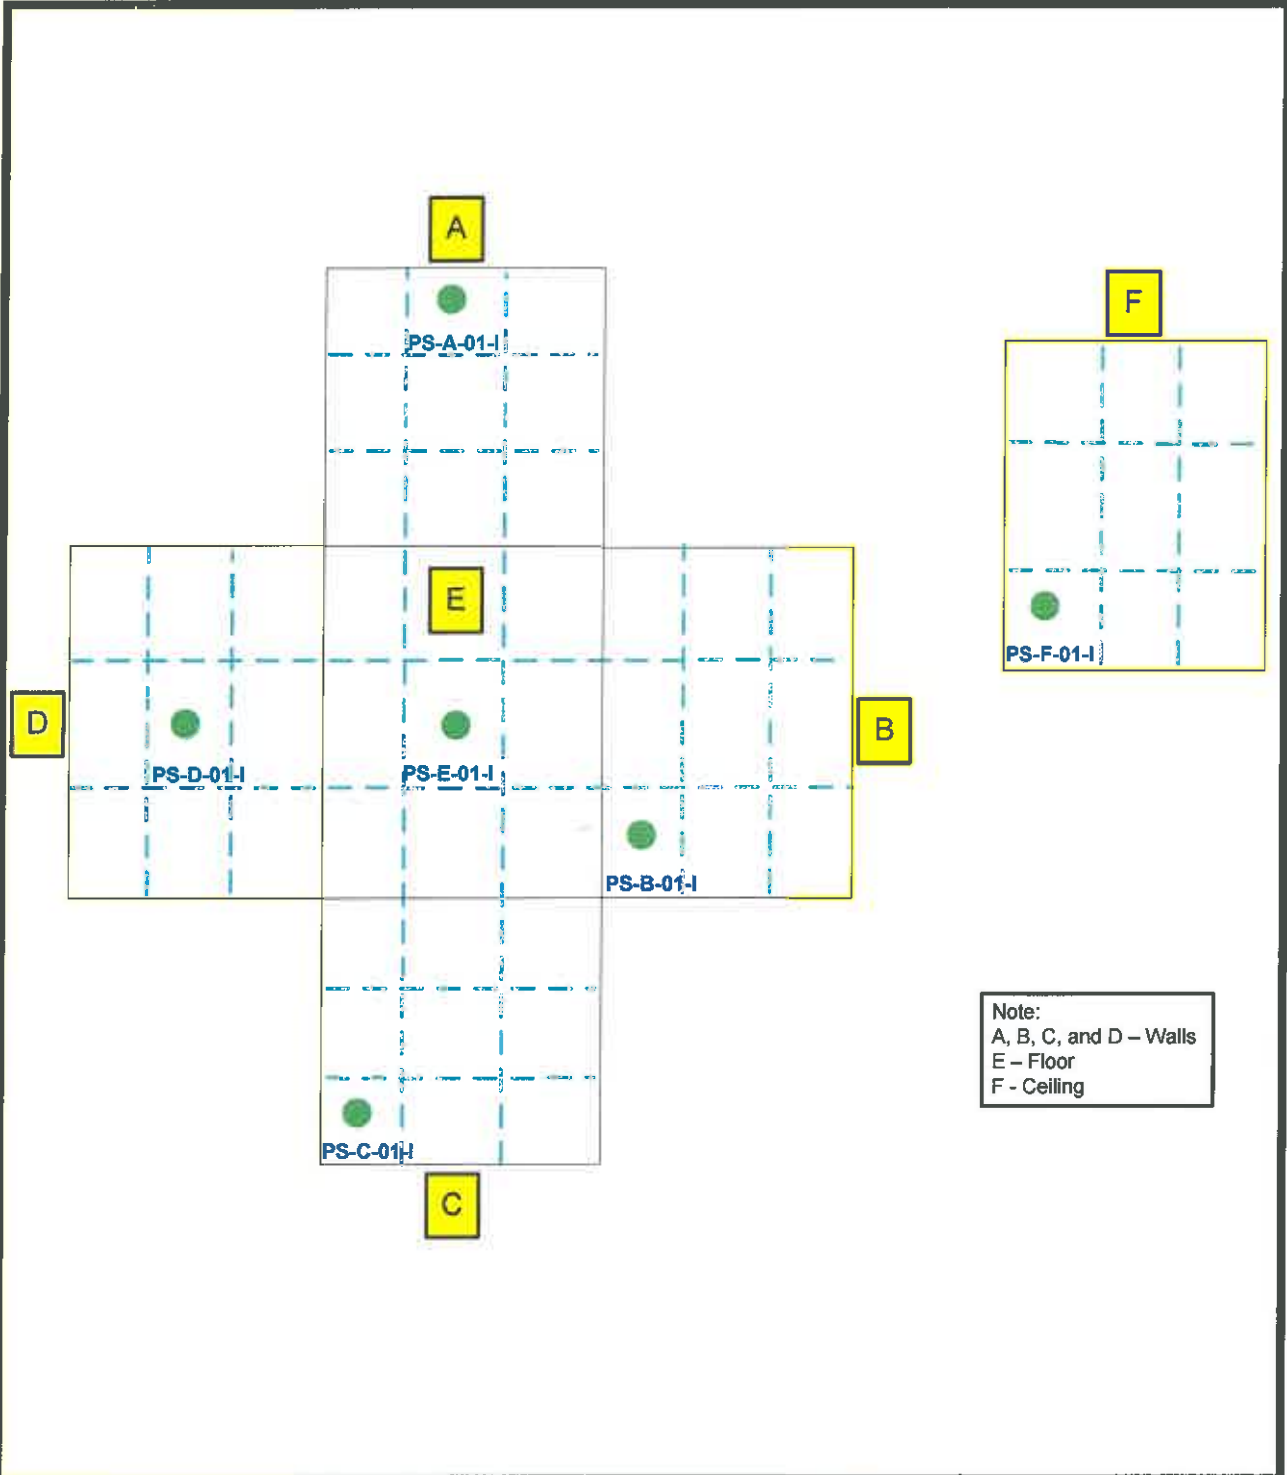 A
F
PS-A-01-I
E
PS-F-01-I
D
B
PS-D-01-I
PS-E-01-I
PS-B-01-I
Note:
A, B, C, and D – Walls
E – Floor
F - Ceiling
PS-C-01-I
C